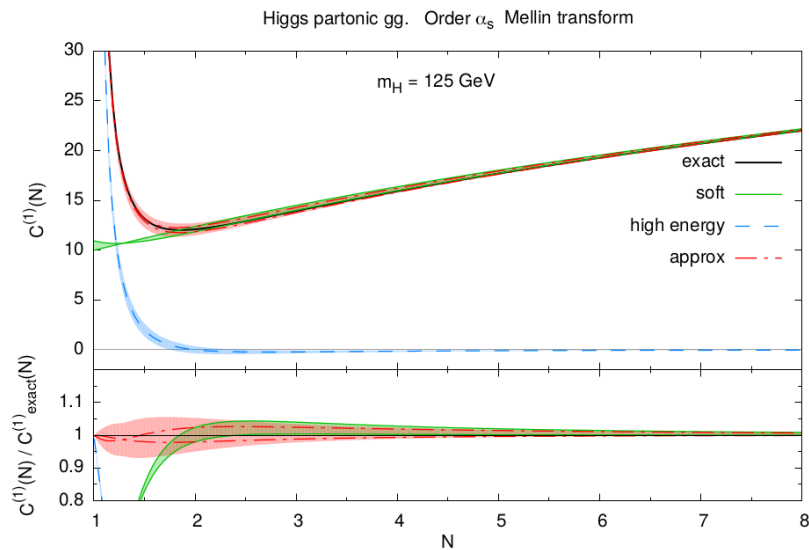 Higgs partonic gg. Order αs Mellin transform
mH = 125 GeV
C(1)(N)
30
25
20
15
10
5
0
exact
soft
high energy
approx
C(1)(N) / C(1)exact(N)
1.1
1
0.9
0.8
1 2 3 4 5 6 7 8
N